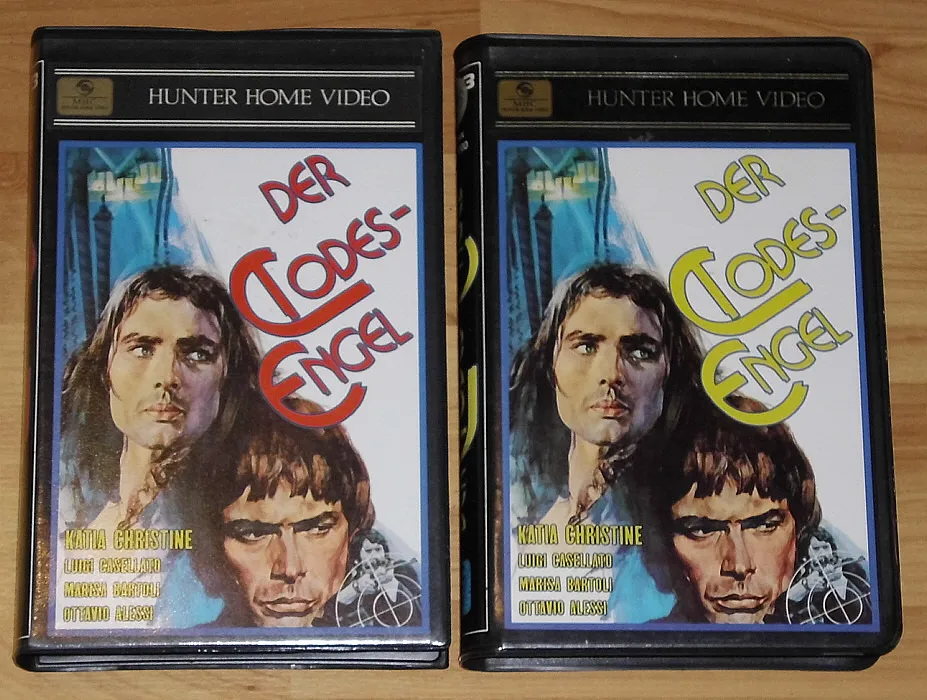 HUNTER HOME VIDEO
DER
TODES-
ENGEL
KATIA CHRISTINE
LUIGI CASELLATO
MARISA BARTOLI
OTTAVIO ALESSI
3
HUNTER HOME VIDEO
DER
TODES-
ENGEL
KATIA CHRISTINE
LUIGI CASELLATO
MARISA BARTOLI
OTTAVIO ALESSI